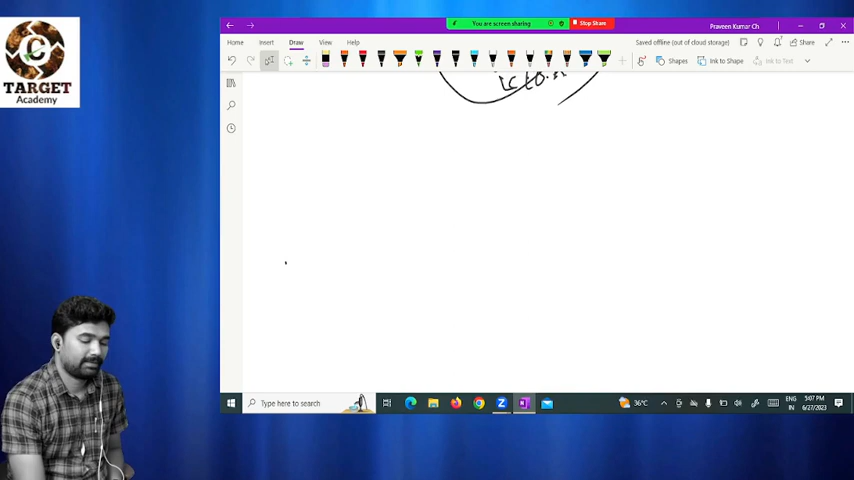 You are screen sharing
Stop Share
Praveen Kumar Ch
Home Insert Draw View Help
Saved offline (out of cloud storage)
Share
Shapes
Ink to Shape
Ink to Text
TARGET
Academy
Type here to search
36°C
ENG
IN
5:07 PM
6/27/2023